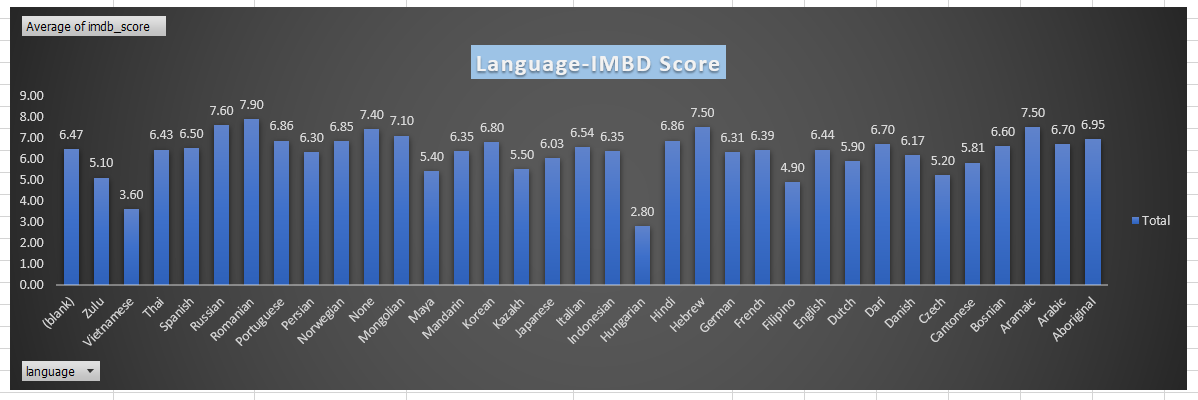 Average of imdb_score
Language-IMBD Score
9.00
8.00
7.00
6.00
5.00
4.00
3.00
2.00
1.00
0.00
6.47 5.10 3.60 6.43 6.50 7.60 7.90 6.86 6.30 6.85 7.40 7.10 5.40 6.35 6.80 5.50 6.03 6.54 6.35 2.80 6.86 7.50 6.31 6.39 4.90 6.44 5.90 6.70 6.17 5.20 5.81 6.60 7.50 6.70 6.95
Total
(blank) Zulu Vietnamese Thai Spanish Russian Romanian Portuguese Persian Norwegian None Mongolian Maya Mandarin Korean Kazakh Japanese Italian Indonesian Hungarian Hindi Hebrew German French Filipino English Dutch Dari Danish Czech Cantonese Bosnian Aramaic Arabic Aboriginal
language